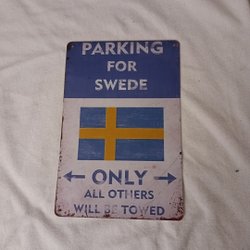 PARKING
FOR
SWEDE
ONLY
ALL OTHERS
WILL BE TOWED